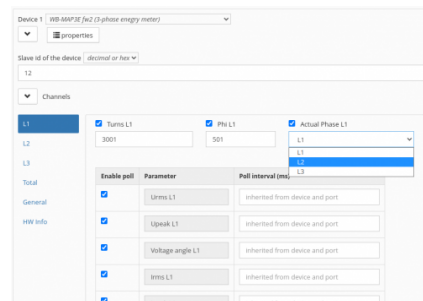 Device 1 WB-MAP3E fw2 (3-phase enegry meter)
properties
Slave id of the device decimal or hex
12
Channels
L1
L2
L3
Total
General
HW Info
Turns L1 Phi L1 Actual Phase L1
3001 501 L1
L1
L2
L3
Enable poll Parameter Poll interval (ms)
Urms L1 inherited from device and port
Upeak L1 inherited from device and port
Voltage angle L1 inherited from device and port
Irms L1 inherited from device and port